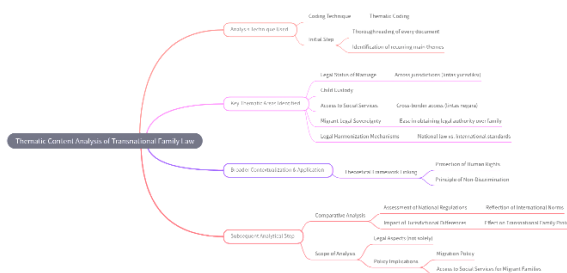 Thematic Content Analysis of Transnational Family Law
Analysis Technique Used
Coding Technique
Thematic Coding
Initial Step
Thorough reading of every document
Identification of recurring main themes
Key Thematic Areas Identified
Legal Status of Marriage
Across jurisdictions (lintas yurisdiksi)
Child Custody
Access to Social Services
Cross-border access (lintas negara)
Migrant Legal Sovereignty
Ease in obtaining legal authority over family
Legal Harmonization Mechanisms
National law vs. international standards
Broader Contextualization & Application
Theoretical Framework Linking
Protection of Human Rights
Principle of Non-Discrimination
Subsequent Analytical Step
Comparative Analysis
Assessment of National Regulations
Reflection of International Norms
Impact of Jurisdictional Differences
Effect on Transnational Family
Scope of Analysis
Legal Aspects (not solely)
Policy Implications
Migration Policy
Access to Social Services for Migrant Families